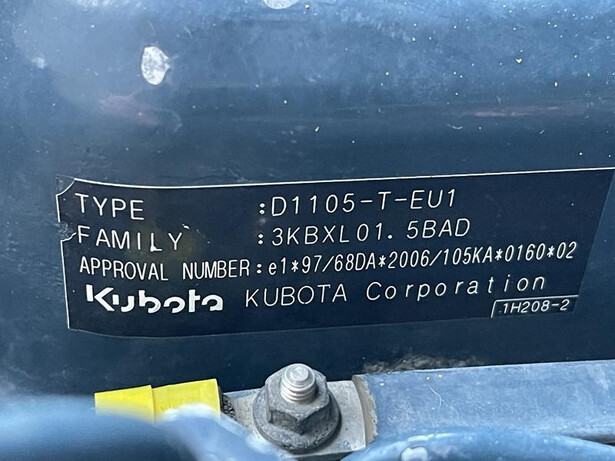 TYPE :D1105-T-EU1
FAMILY :3KBXL01.5BAD
APPROVAL NUMBER:e1*97/68DA*2006/105KA*0160*02
Kubota KUBOTA Corporation
1H208-2